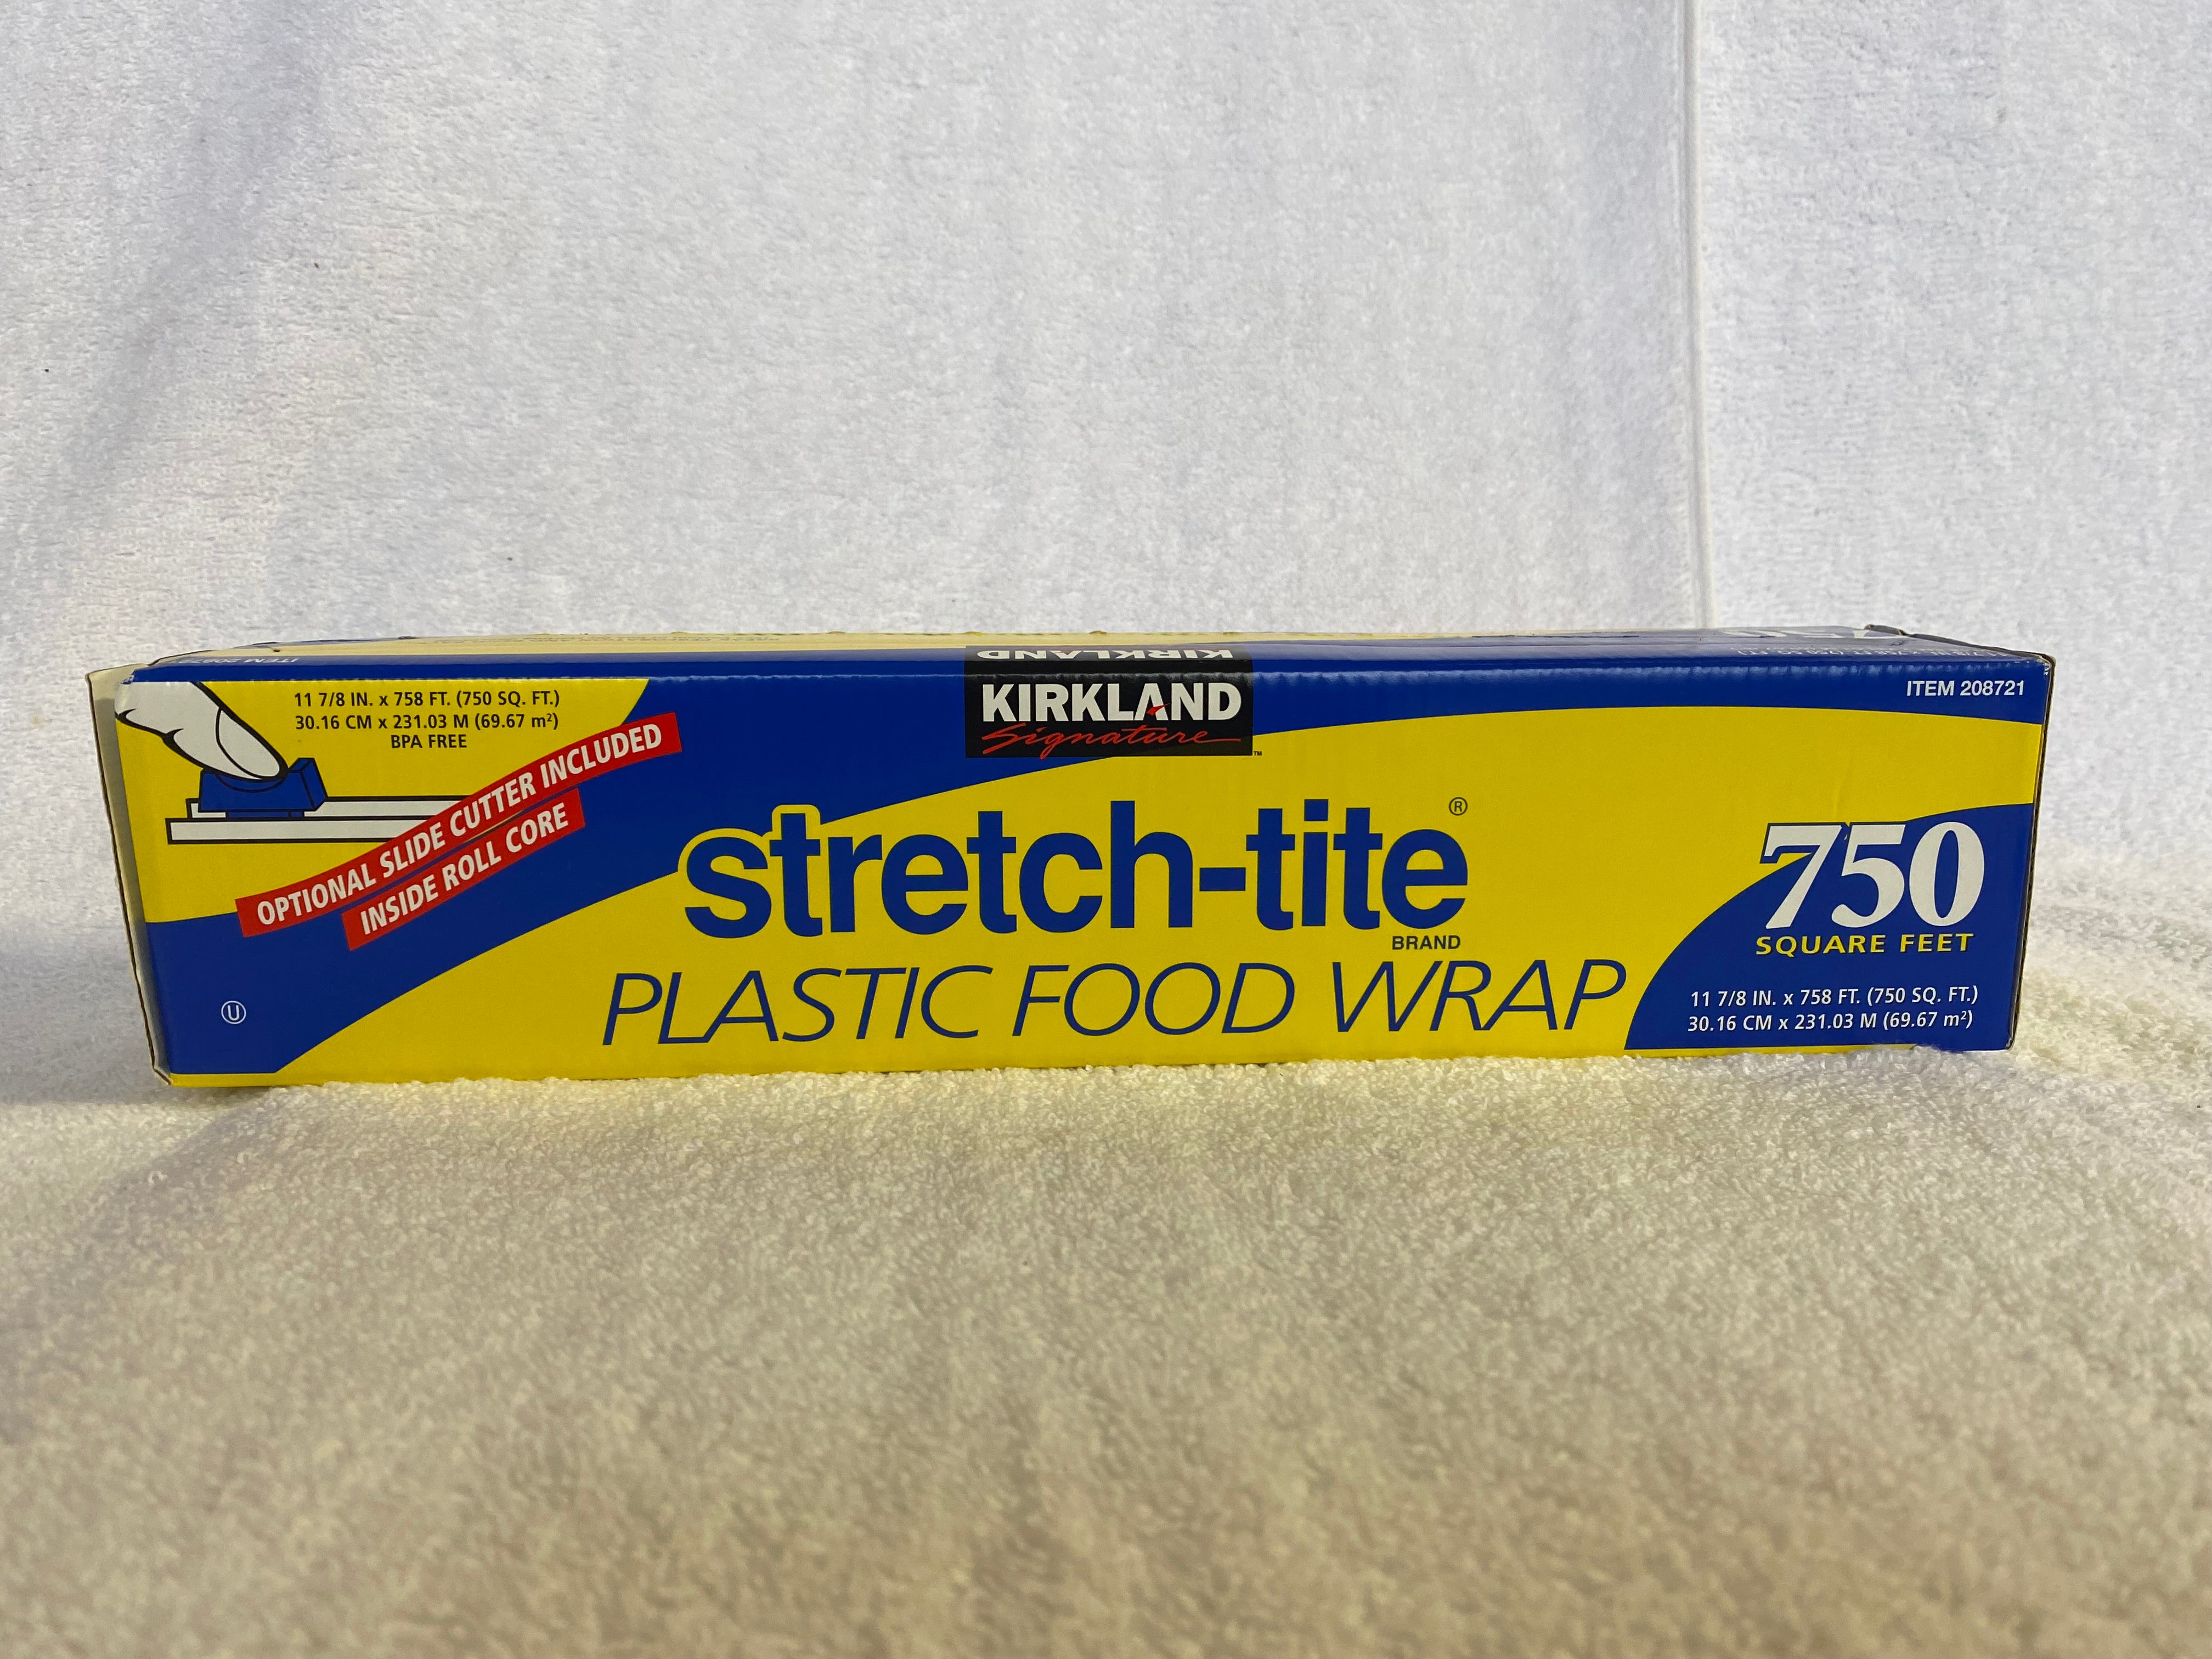 KIRKLAND
ITEM 208721
11 7/8 IN. x 758 FT. (750 SQ. FT.)
30.16 CM x 231.03 M (69.67 m²)
BPA FREE
OPTIONAL SLIDE CUTTER INCLUDED
INSIDE ROLL CORE
KIRKLAND
Signature™
stretch-tite®
BRAND
PLASTIC FOOD WRAP
750
SQUARE FEET
11 7/8 IN. x 758 FT. (750 SQ. FT.)
30.16 CM x 231.03 M (69.67 m²)
U